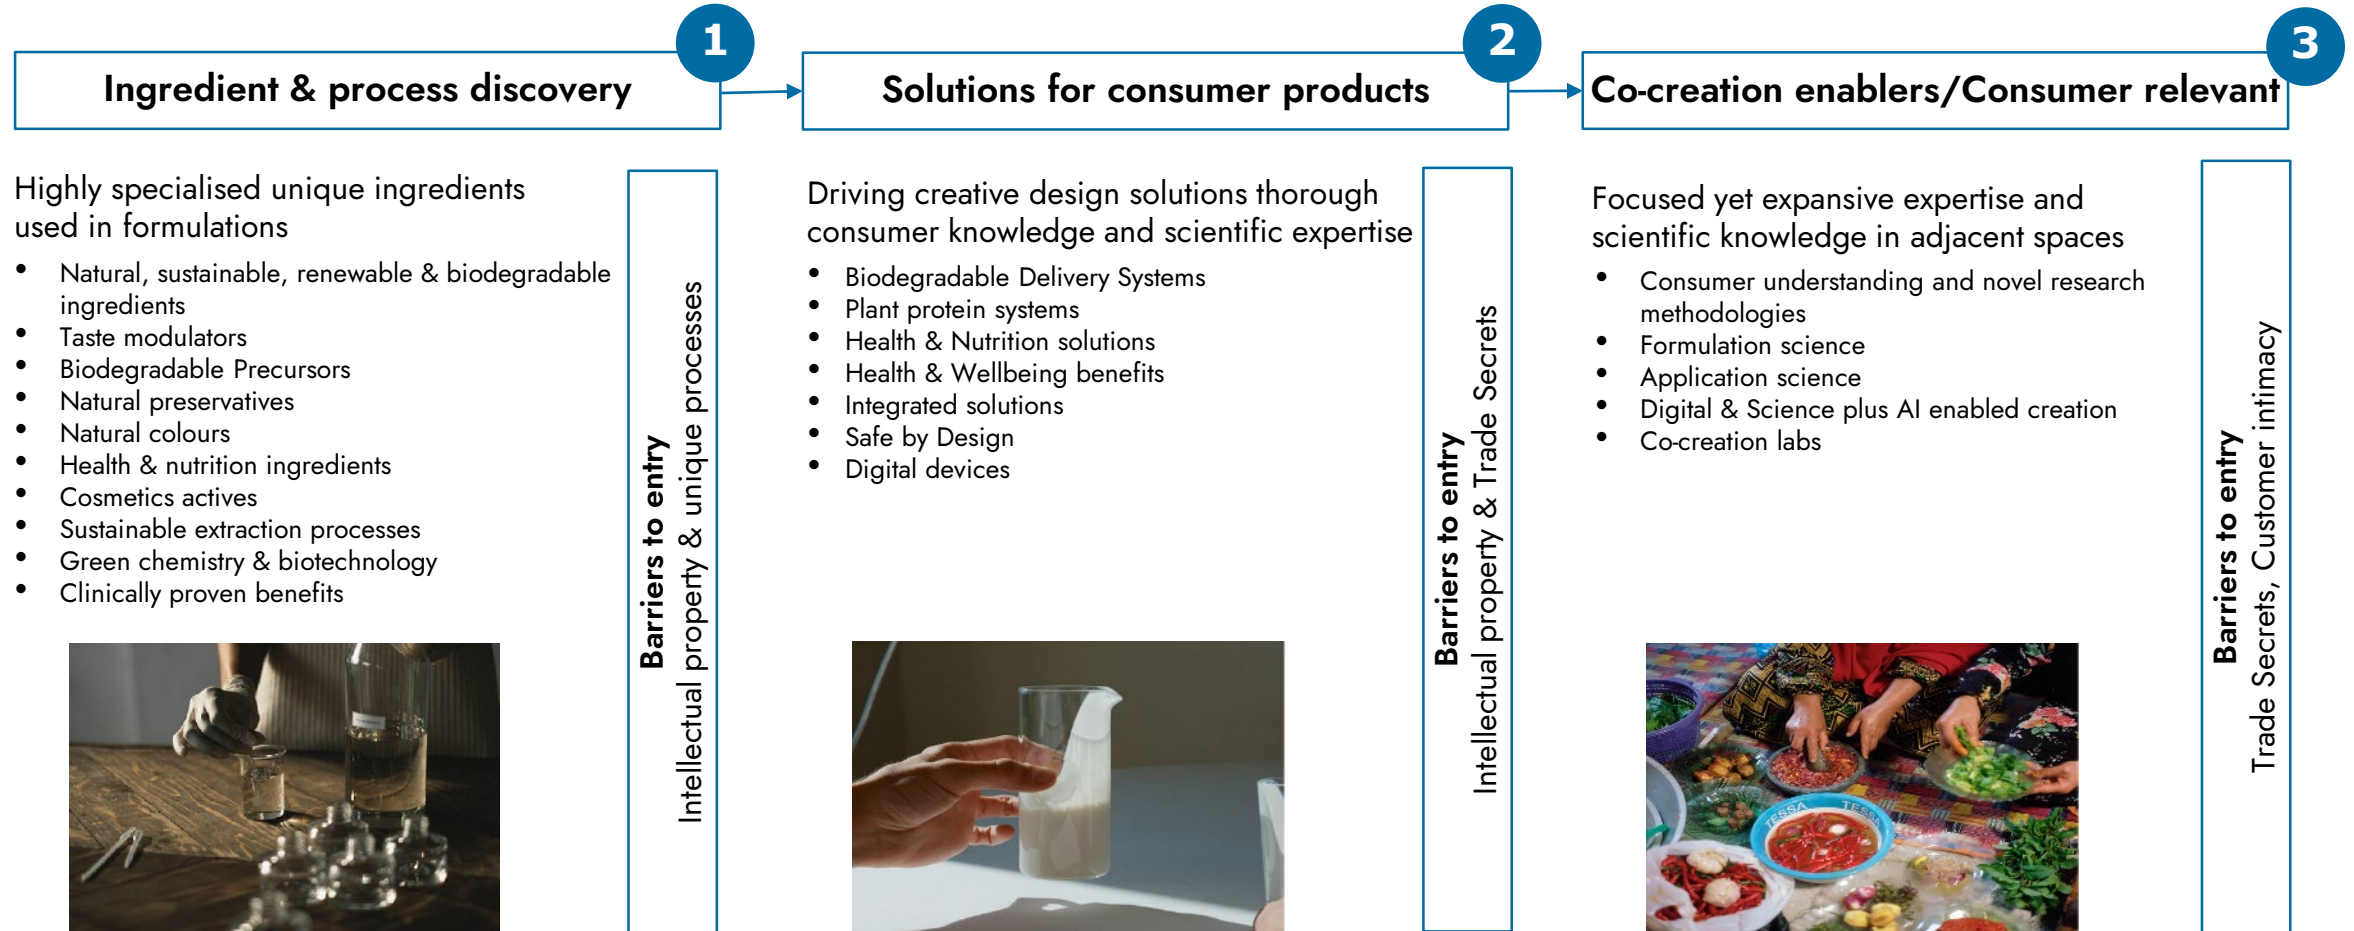 1
Ingredient & process discovery
Highly specialised unique ingredients
used in formulations
• Natural, sustainable, renewable & biodegradable
ingredients
• Taste modulators
• Biodegradable Precursors
• Natural preservatives
• Natural colours
• Health & nutrition ingredients
• Cosmetics actives
• Sustainable extraction processes
• Green chemistry & biotechnology
• Clinically proven benefits
Barriers to entry
Intellectual property & unique processes
2
Solutions for consumer products
Driving creative design solutions thorough
consumer knowledge and scientific expertise
• Biodegradable Delivery Systems
• Plant protein systems
• Health & Nutrition solutions
• Health & Wellbeing benefits
• Integrated solutions
• Safe by Design
• Digital devices
Barriers to entry
Intellectual property & Trade Secrets
3
Co-creation enablers/Consumer relevant
Focused yet expansive expertise and
scientific knowledge in adjacent spaces
• Consumer understanding and novel research
methodologies
• Formulation science
• Application science
• Digital & Science plus AI enabled creation
• Co-creation labs
Barriers to entry
Trade Secrets, Customer intimacy
TESSA TESSA